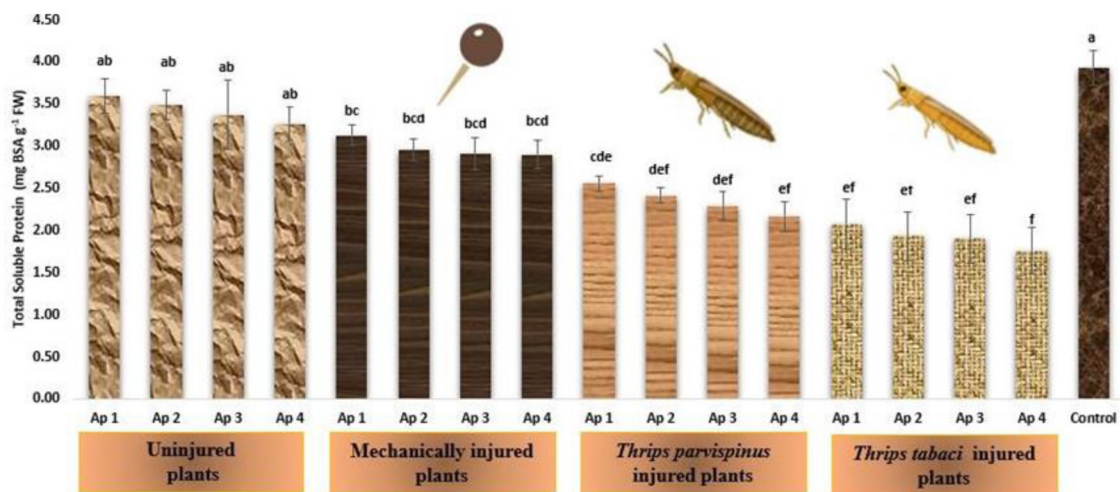 4.50
4.00
3.50
3.00
2.50
2.00
1.50
1.00
0.50
0.00
Total Soluble Protein (mg BSA g⁻¹ FW)
ab ab ab ab bc bcd bcd bcd cde def def ef ef ef ef f a
Ap 1 Ap 2 Ap 3 Ap 4 Ap 1 Ap 2 Ap 3 Ap 4 Ap 1 Ap 2 Ap 3 Ap 4 Ap 1 Ap 2 Ap 3 Ap 4 Control
Uninjured
plants
Mechanically injured
plants
Thrips parvispinus
injured plants
Thrips tabaci injured
plants